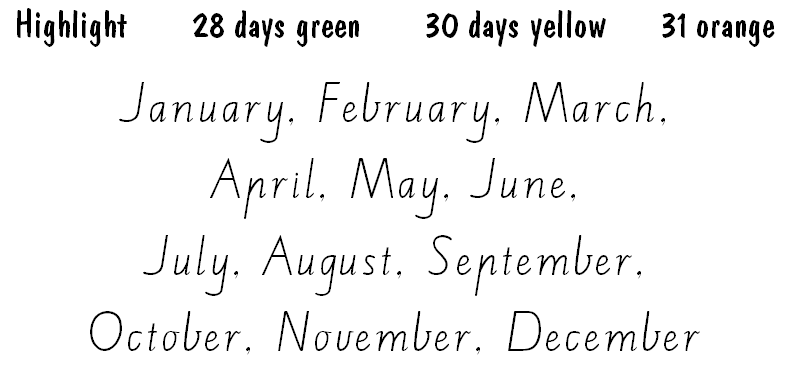 Highlight 28 days green 30 days yellow 31 orange
January, February, March,
April, May, June,
July, August, September,
October, November, December